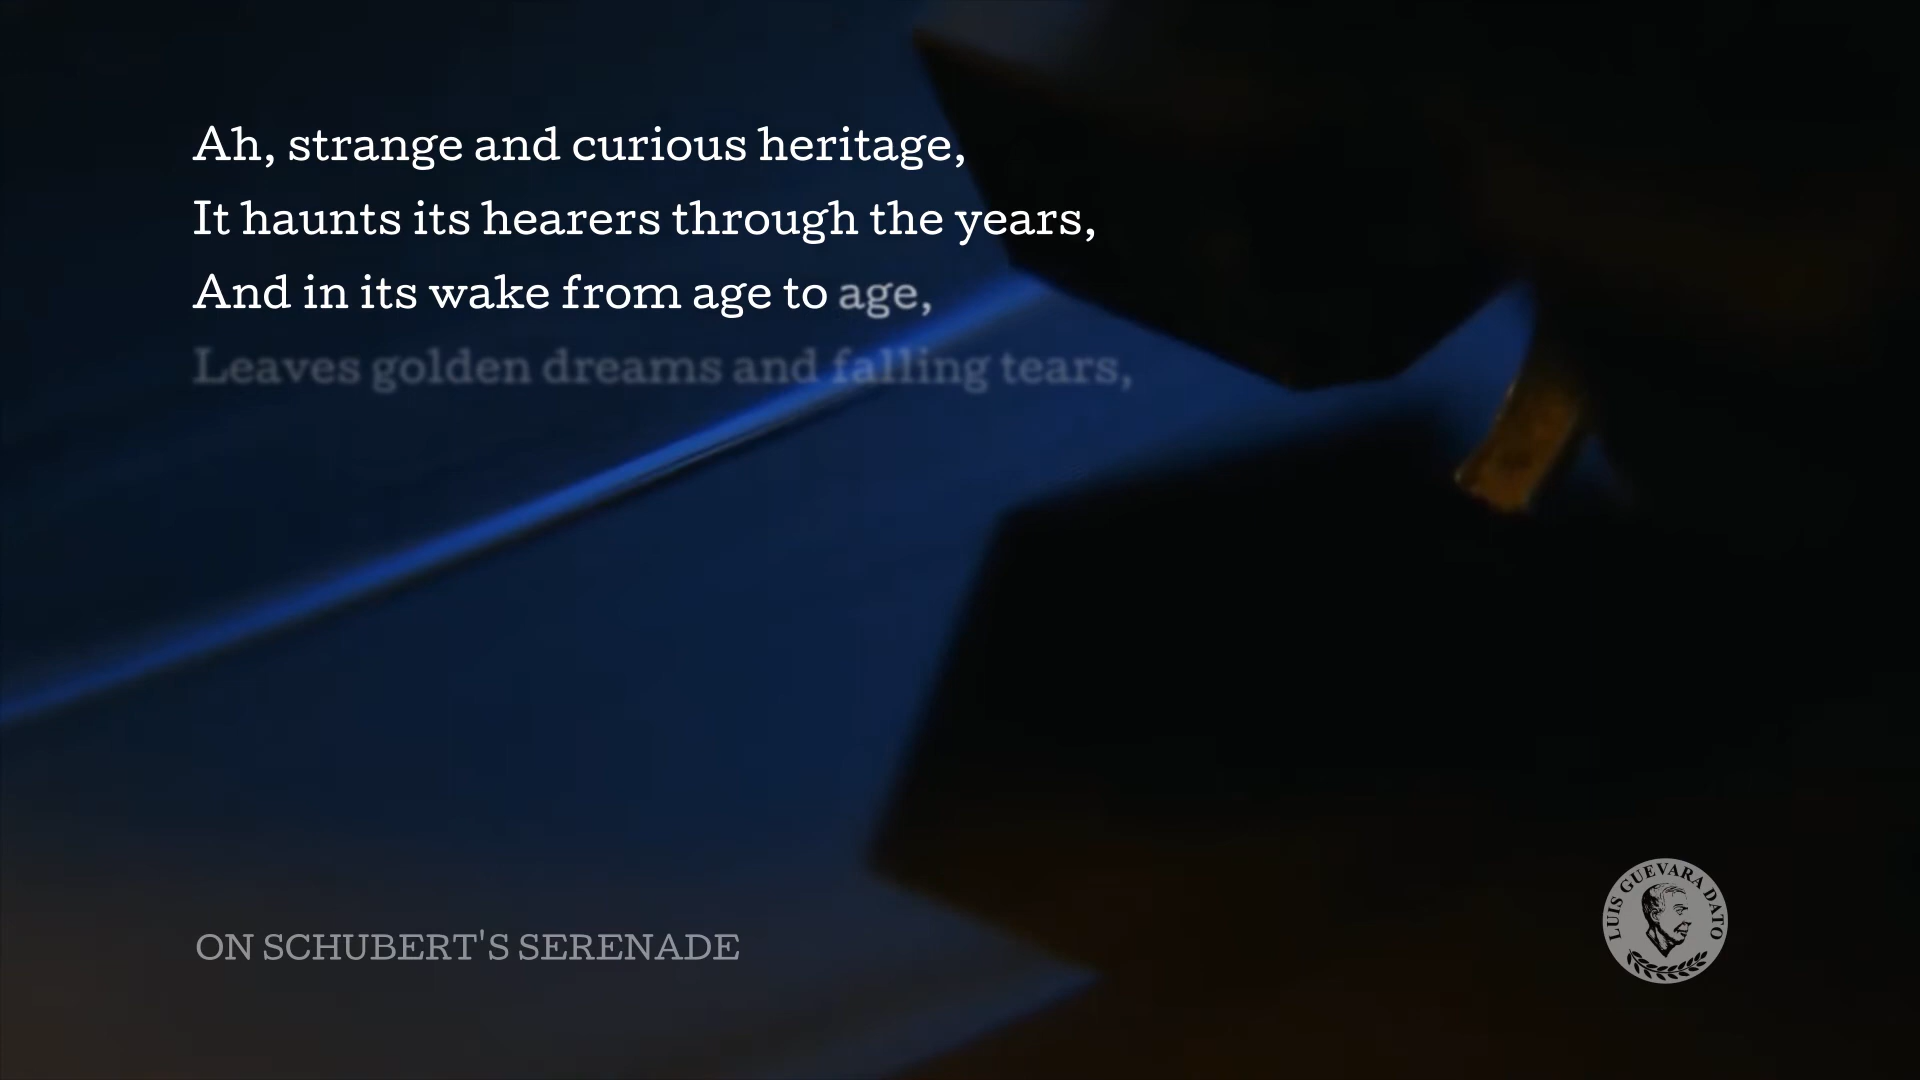 Ah, strange and curious heritage,
It haunts its hearers through the years,
And in its wake from age to age,
Leaves golden dreams and falling tears,
ON SCHUBERT'S SERENADE
LUIS GUEVARA DATO